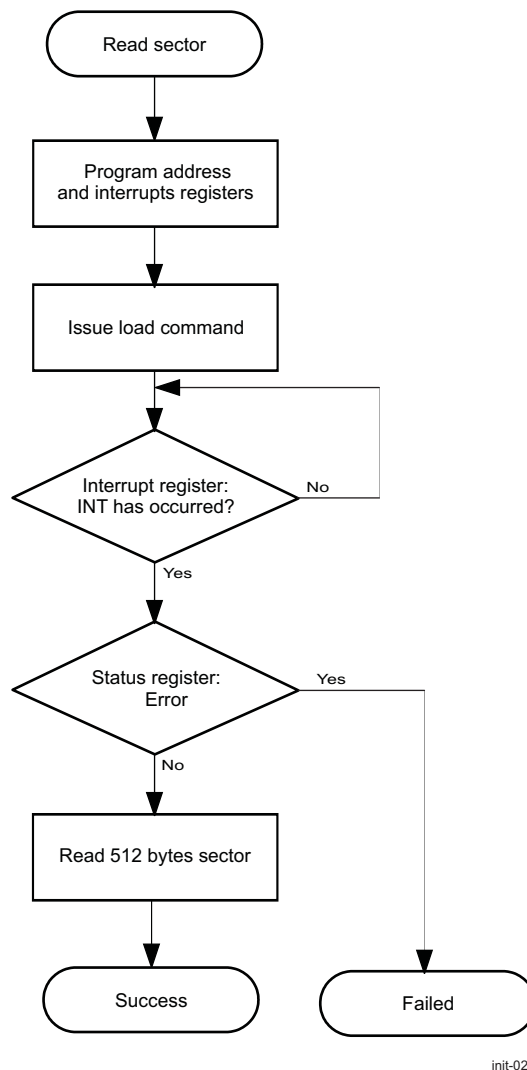 Read sector
Program address
and interrupts registers
Issue load command
Interrupt register:
INT has occurred?
No
Yes
Status register:
Error
Yes
No
Read 512 bytes sector
Success
Failed
init-02